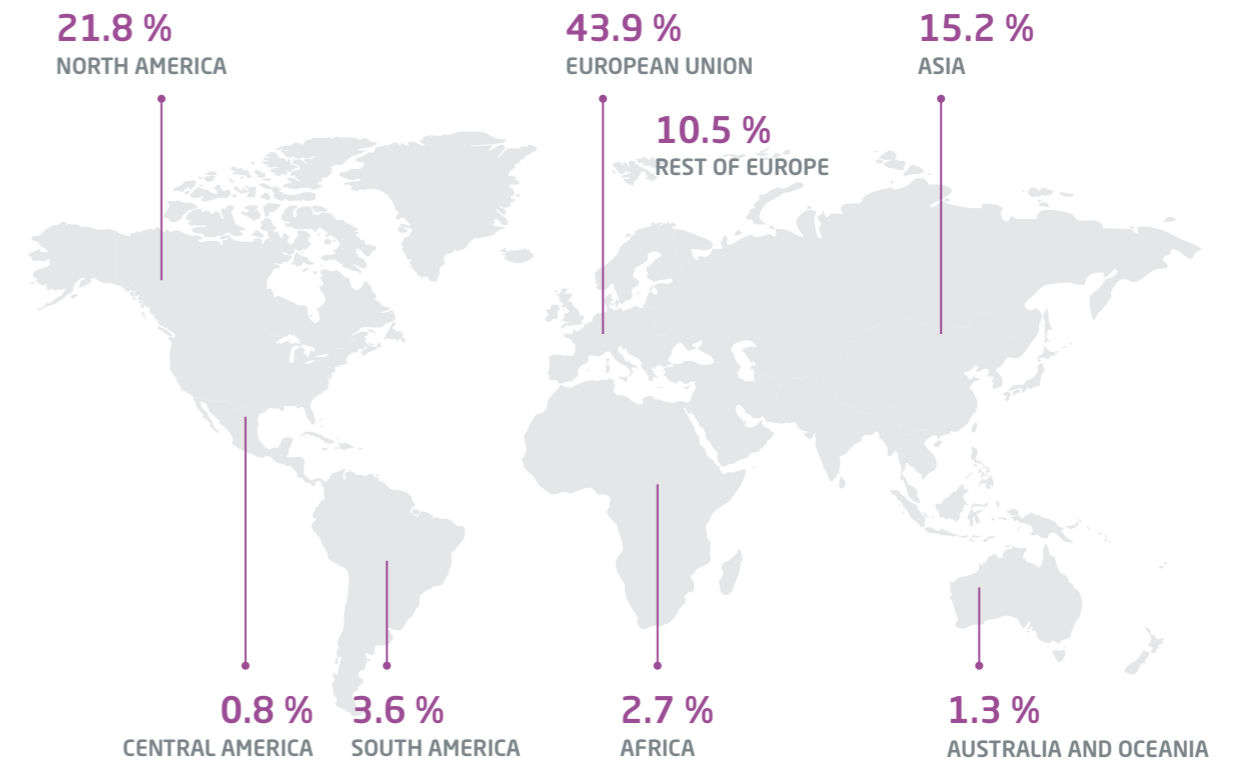 21.8 %
NORTH AMERICA
43.9 %
EUROPEAN UNION
15.2 %
ASIA
10.5 %
REST OF EUROPE
0.8 %
CENTRAL AMERICA
3.6 %
SOUTH AMERICA
2.7 %
AFRICA
1.3 %
AUSTRALIA AND OCEANIA